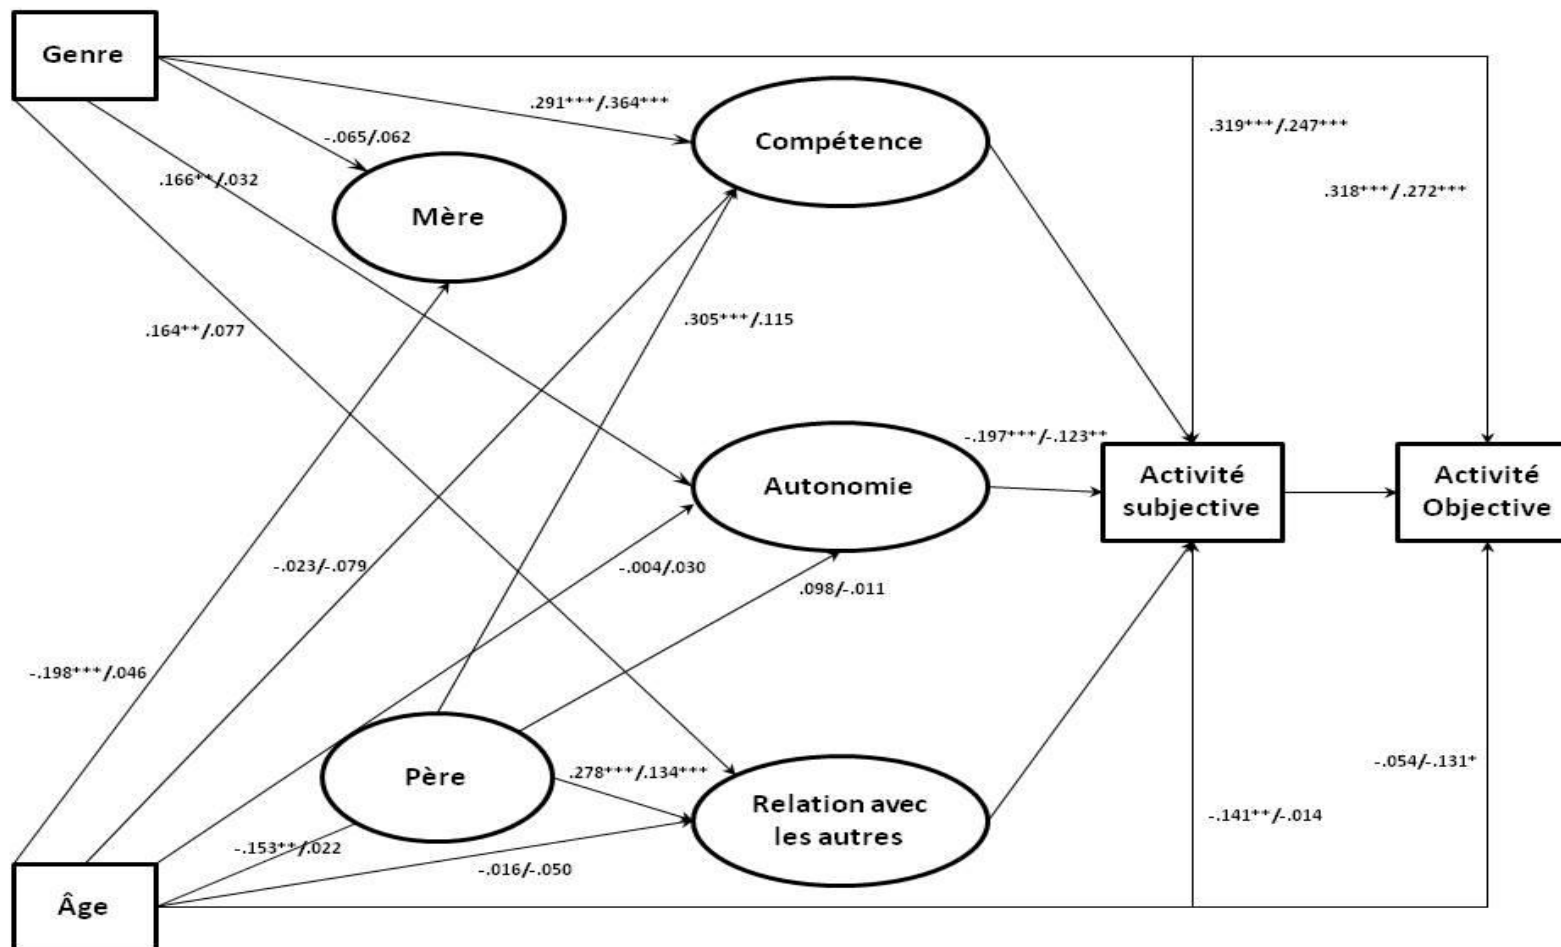 Genre
.291***/.364***
Compétence
.319***/.247***
-.065/.062
.166**/.032
.318***/.272***
Mère
.164**/.077
.305***/.115
-.197***/-.123**
Autonomie
Activité
subjective
Activité
Objective
-.023/-.079
-.004/.030
.098/-.011
-.198***/.046
Père
.278***/.134***
-.054/-.131*
Relation avec
les autres
-.141**/-.014
-.153**/.022
-.016/-.050
Âge